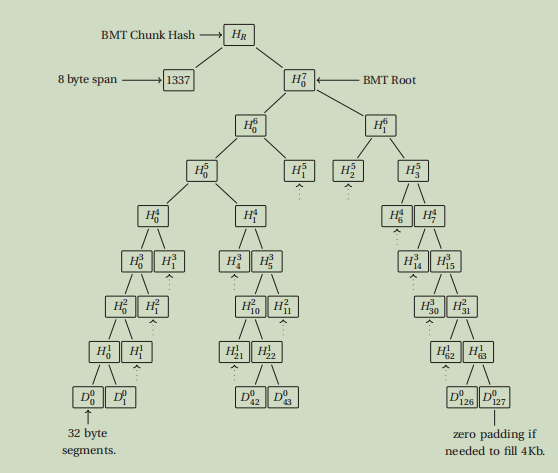 BMT Chunk Hash H_R
8 byte span 1337 H_0^7 BMT Root
H_0^6 H_1^6
H_0^5 H_1^5 H_2^5 H_3^5
H_0^4 H_1^4 H_6^4 H_7^4
H_0^3 H_1^3 H_4^3 H_5^3 H_14^3 H_15^3
H_0^2 H_1^2 H_10^2 H_11^2 H_30^3 H_31^2
H_0^1 H_1^1 H_21^1 H_22^1 H_62^1 H_63^1
D_0^0 D_1^0 D_42^0 D_43^0 D_126^0 D_127^0
32 byte
segments.
zero padding if
needed to fill 4Kb.